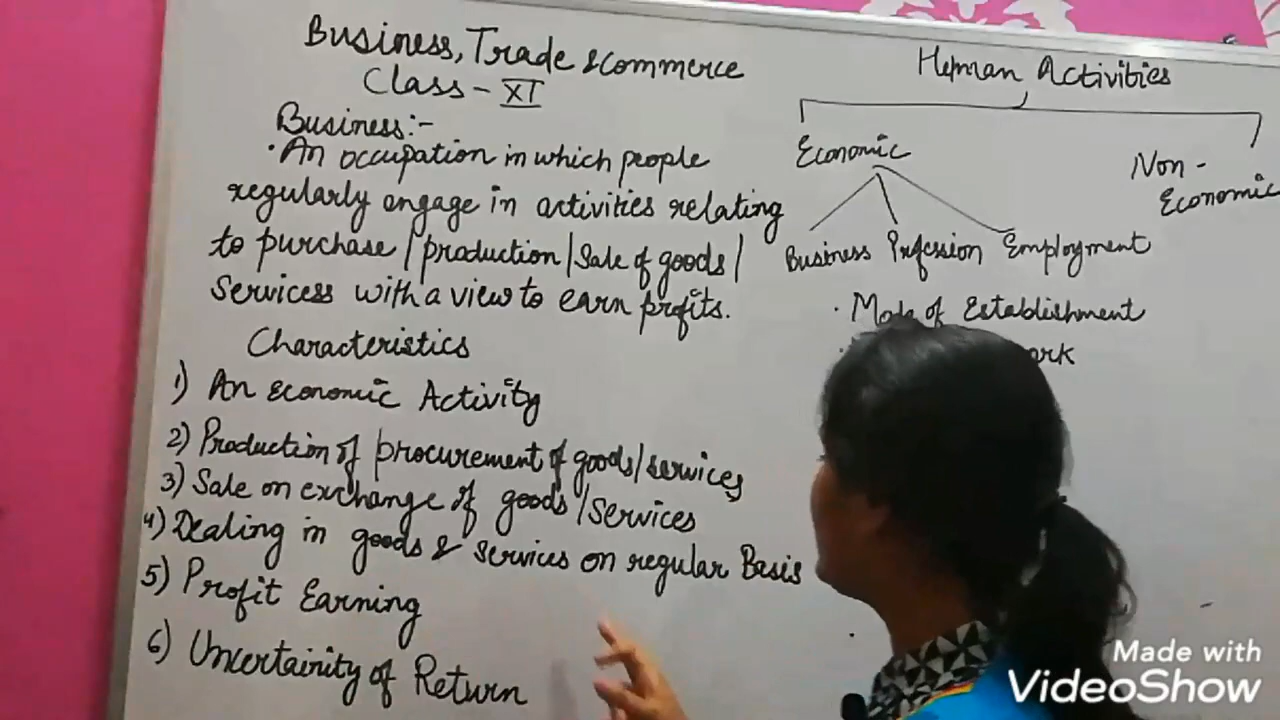 Business, Trade & Commerce
Class - XI
Business:-
· An occupation in which people
regularly engage in activities relating
to purchase / production / Sale of goods /
Servicess with a view to earn profits.
Characteristics
1) An Economic Activity
2) Production of procurement of goods/services
3) Sale on exchange of goods / Services
4) Dealing in goods & services on regular Basis
5) Profit Earning
6) Uncertainity of Return
Human Activities
Economic
Non -
Economic
Business Profession Employment
· Mode of Establishment
Made with
VideoShow